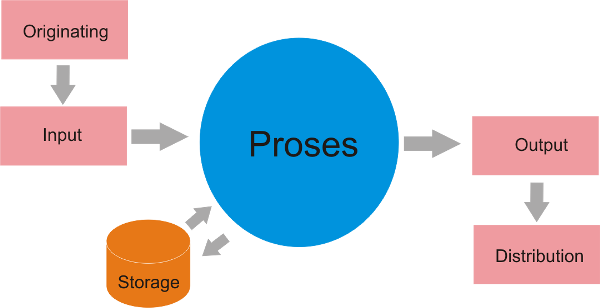 Originating
Input
Proses
Output
Storage
Distribution